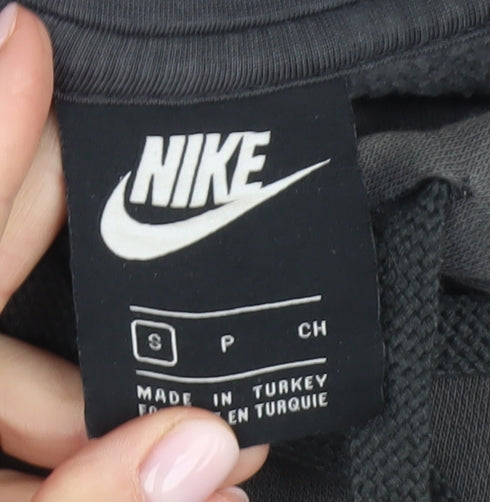 NIKE
S P CH
MADE IN TURKEY
EN TURQUIE